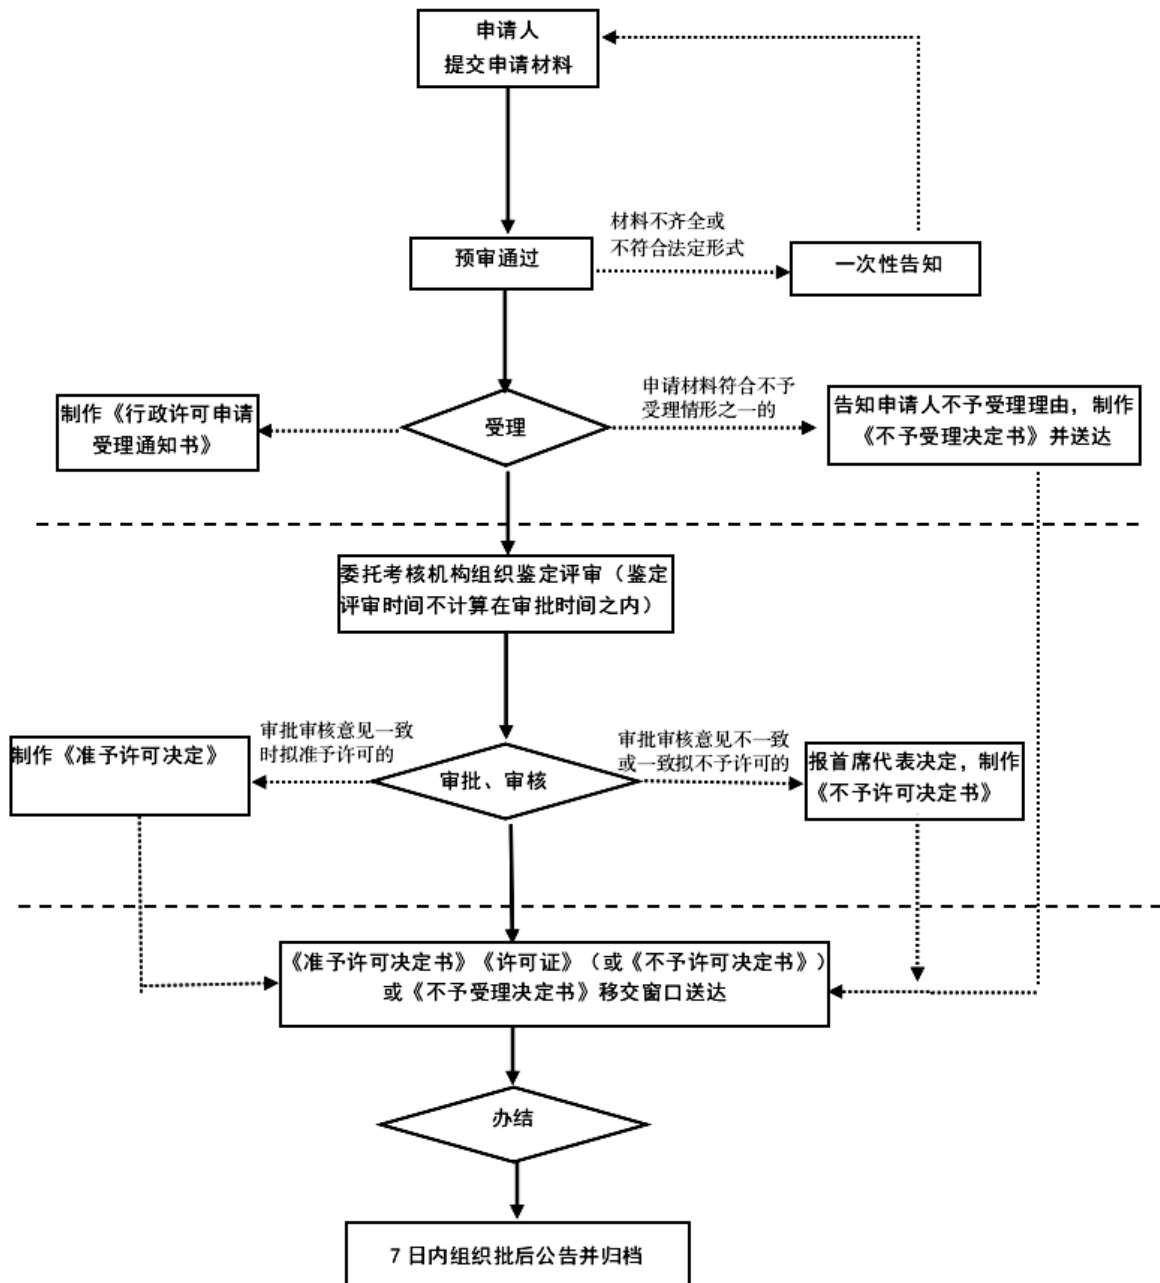 申请人
提交申请材料
材料不齐全或
不符合法定形式
预审通过
一次性告知
申请材料符合不予
受理情形之一的
制作《行政许可申请
受理通知书》
受理
告知申请人不予受理理由，制作
《不予受理决定书》并送达
委托考核机构组织鉴定评审（鉴定
评审时间不计算在审批时间之内）
审批审核意见一致
时拟准予许可的
审批审核意见不一致
或一致拟不予许可的
制作《准予许可决定》
审批、审核
报首席代表决定，制作
《不予许可决定书》
《准予许可决定书》《许可证》（或《不予许可决定书》）
或《不予受理决定书》移交窗口送达
办结
7 日内组织批后公告并归档